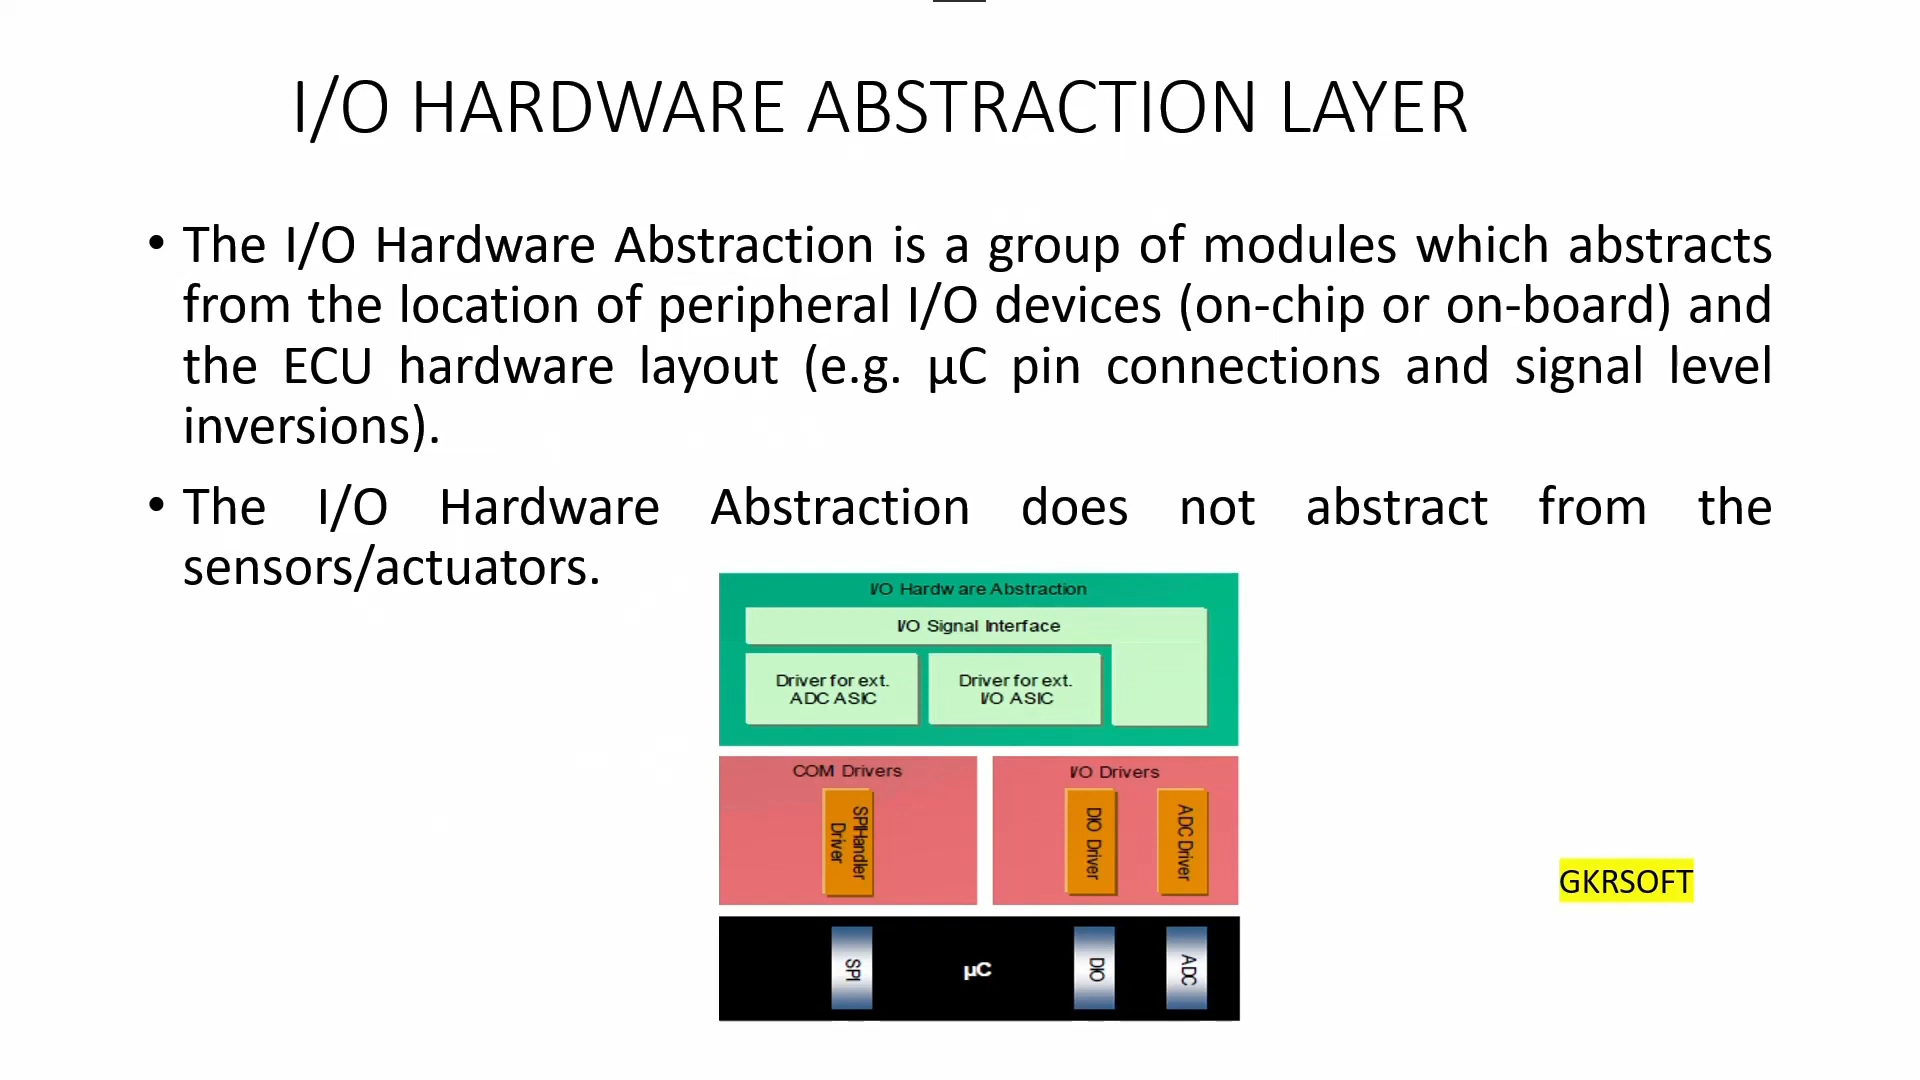 I/O HARDWARE ABSTRACTION LAYER
• The I/O Hardware Abstraction is a group of modules which abstracts
from the location of peripheral I/O devices (on-chip or on-board) and
the ECU hardware layout (e.g. µC pin connections and signal level
inversions).
• The I/O Hardware Abstraction does not abstract from the
sensors/actuators.
I/O Hardware Abstraction
I/O Signal Interface
Driver for ext.
ADC ASIC
Driver for ext.
I/O ASIC
COM Drivers
I/O Drivers
SPIHandler
Driver
DIO Driver
ADC Driver
GKRSOFT
SPI
µC
DIO
ADC